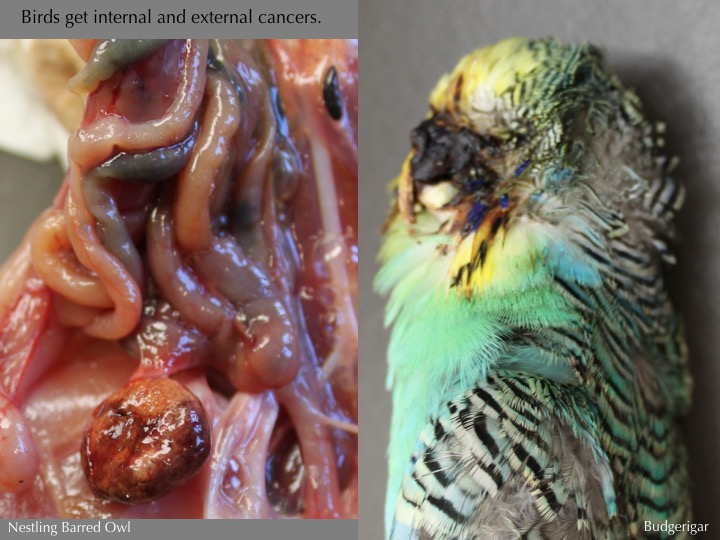 Birds get internal and external cancers.
Nestling Barred Owl
Budgerigar